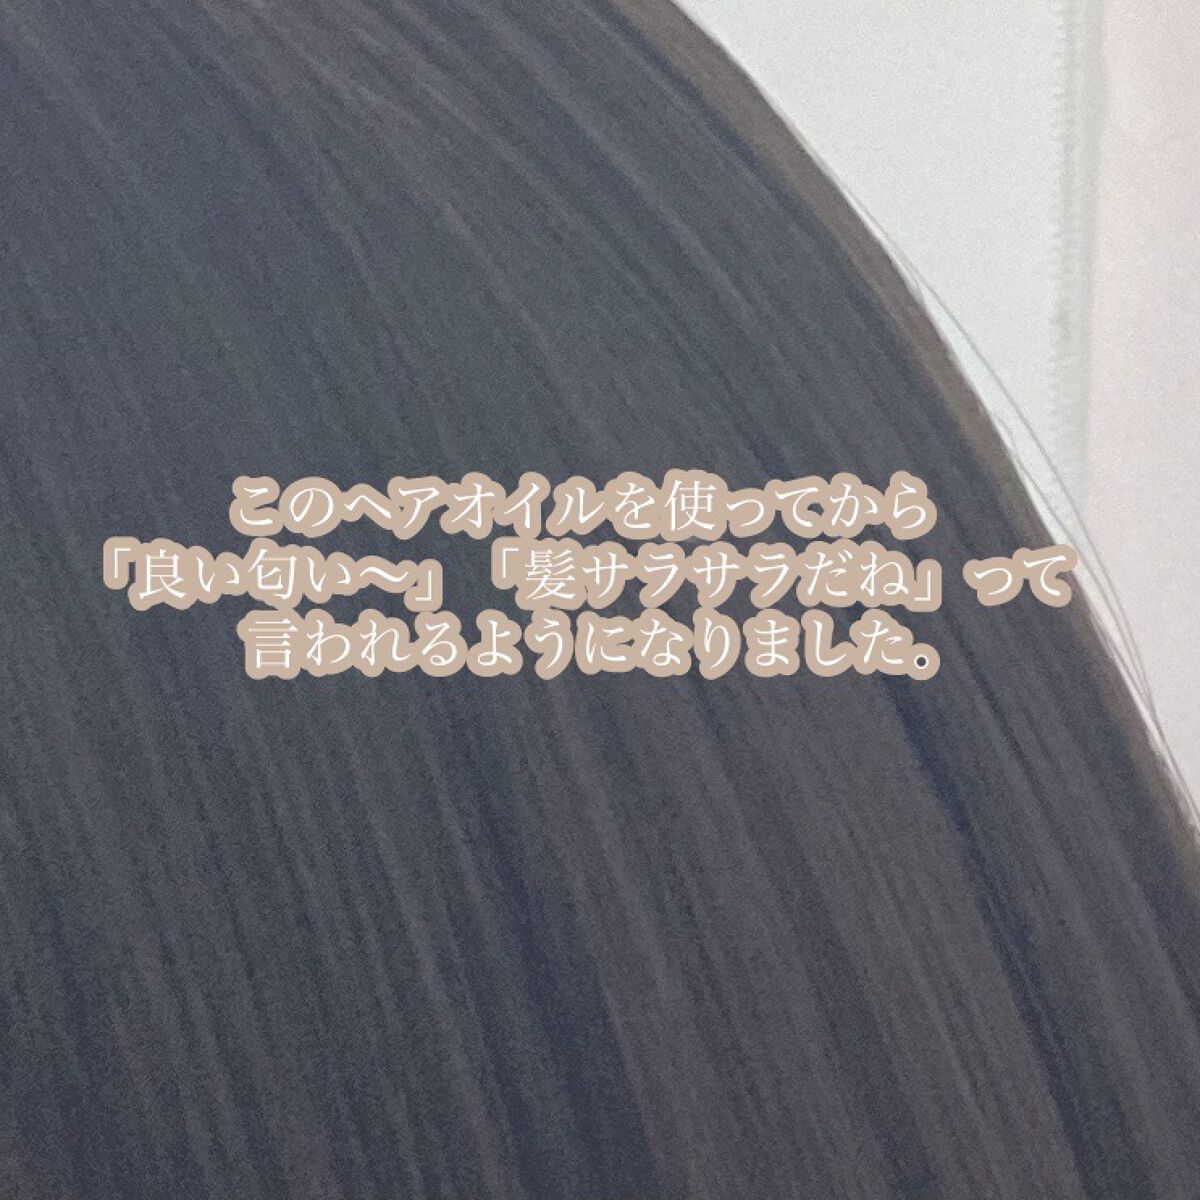 このヘアオイルを使ってから
「良い匂い〜」「髪サラサラだね」って
言われるようになりました。